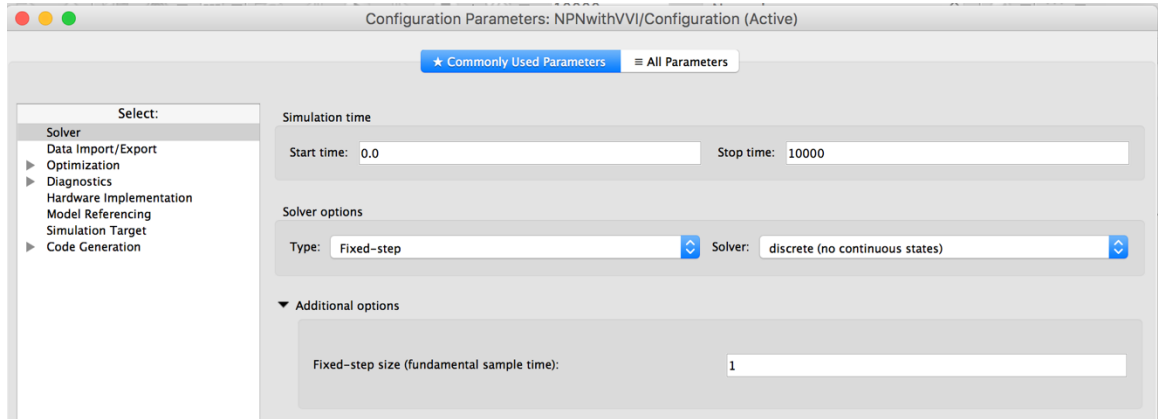 Configuration Parameters: NPNwithVVI/Configuration (Active)
★ Commonly Used Parameters
≡ All Parameters
Select:
Solver
Data Import/Export
Optimization
Diagnostics
Hardware Implementation
Model Referencing
Simulation Target
Code Generation
Simulation time
Start time: 0.0 Stop time: 10000
Solver options
Type: Fixed-step Solver: discrete (no continuous states)
Additional options
Fixed-step size (fundamental sample time): 1